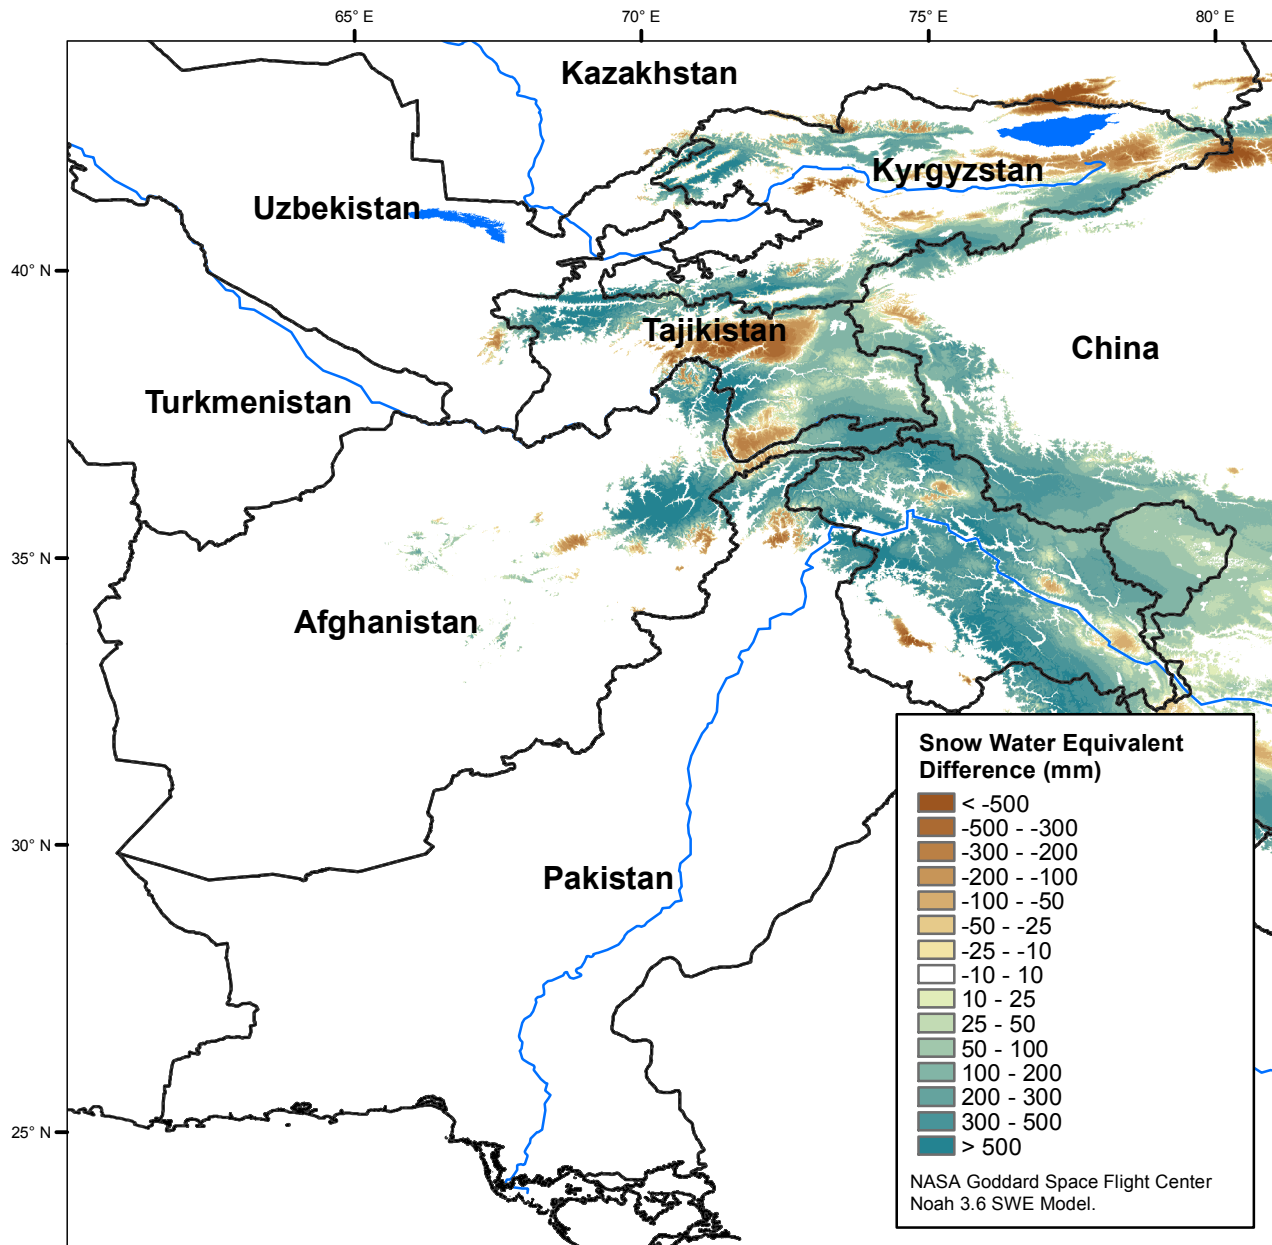 65° E
70° E
75° E
80° E
Kazakhstan
Kyrgyzstan
Uzbekistan
40° N
Tajikistan
China
Turkmenistan
35° N
Afghanistan
30° N
Pakistan
25° N
Snow Water Equivalent
Difference (mm)
< -500
-500 - -300
-300 - -200
-200 - -100
-100 - -50
-50 - -25
-25 - -10
-10 - 10
10 - 25
25 - 50
50 - 100
100 - 200
200 - 300
300 - 500
> 500
NASA Goddard Space Flight Center
Noah 3.6 SWE Model.